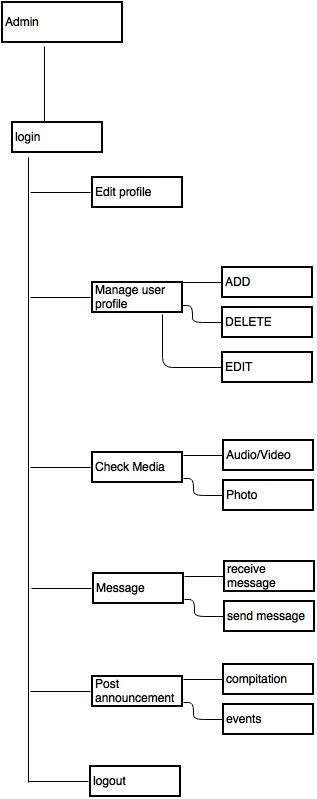 Admin
login
Edit profile
Manage user
profile
ADD
DELETE
EDIT
Check Media
Audio/Video
Photo
Message
receive
message
send message
Post
announcement
compitation
events
logout